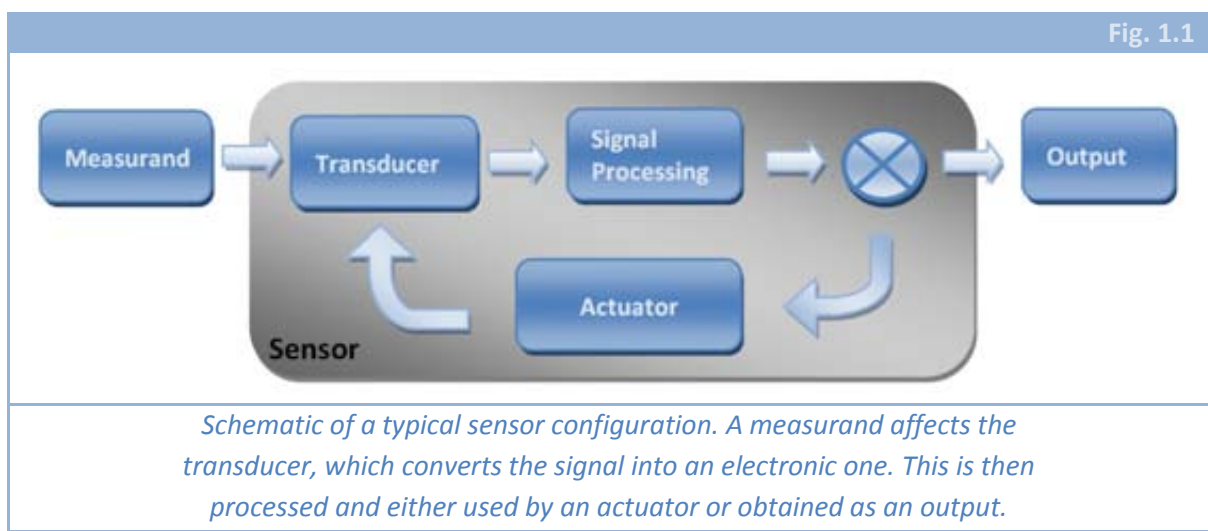 Fig. 1.1
Measurand
Transducer
Signal
Processing
Output
Actuator
Sensor
Schematic of a typical sensor configuration. A measurand affects the
transducer, which converts the signal into an electronic one. This is then
processed and either used by an actuator or obtained as an output.